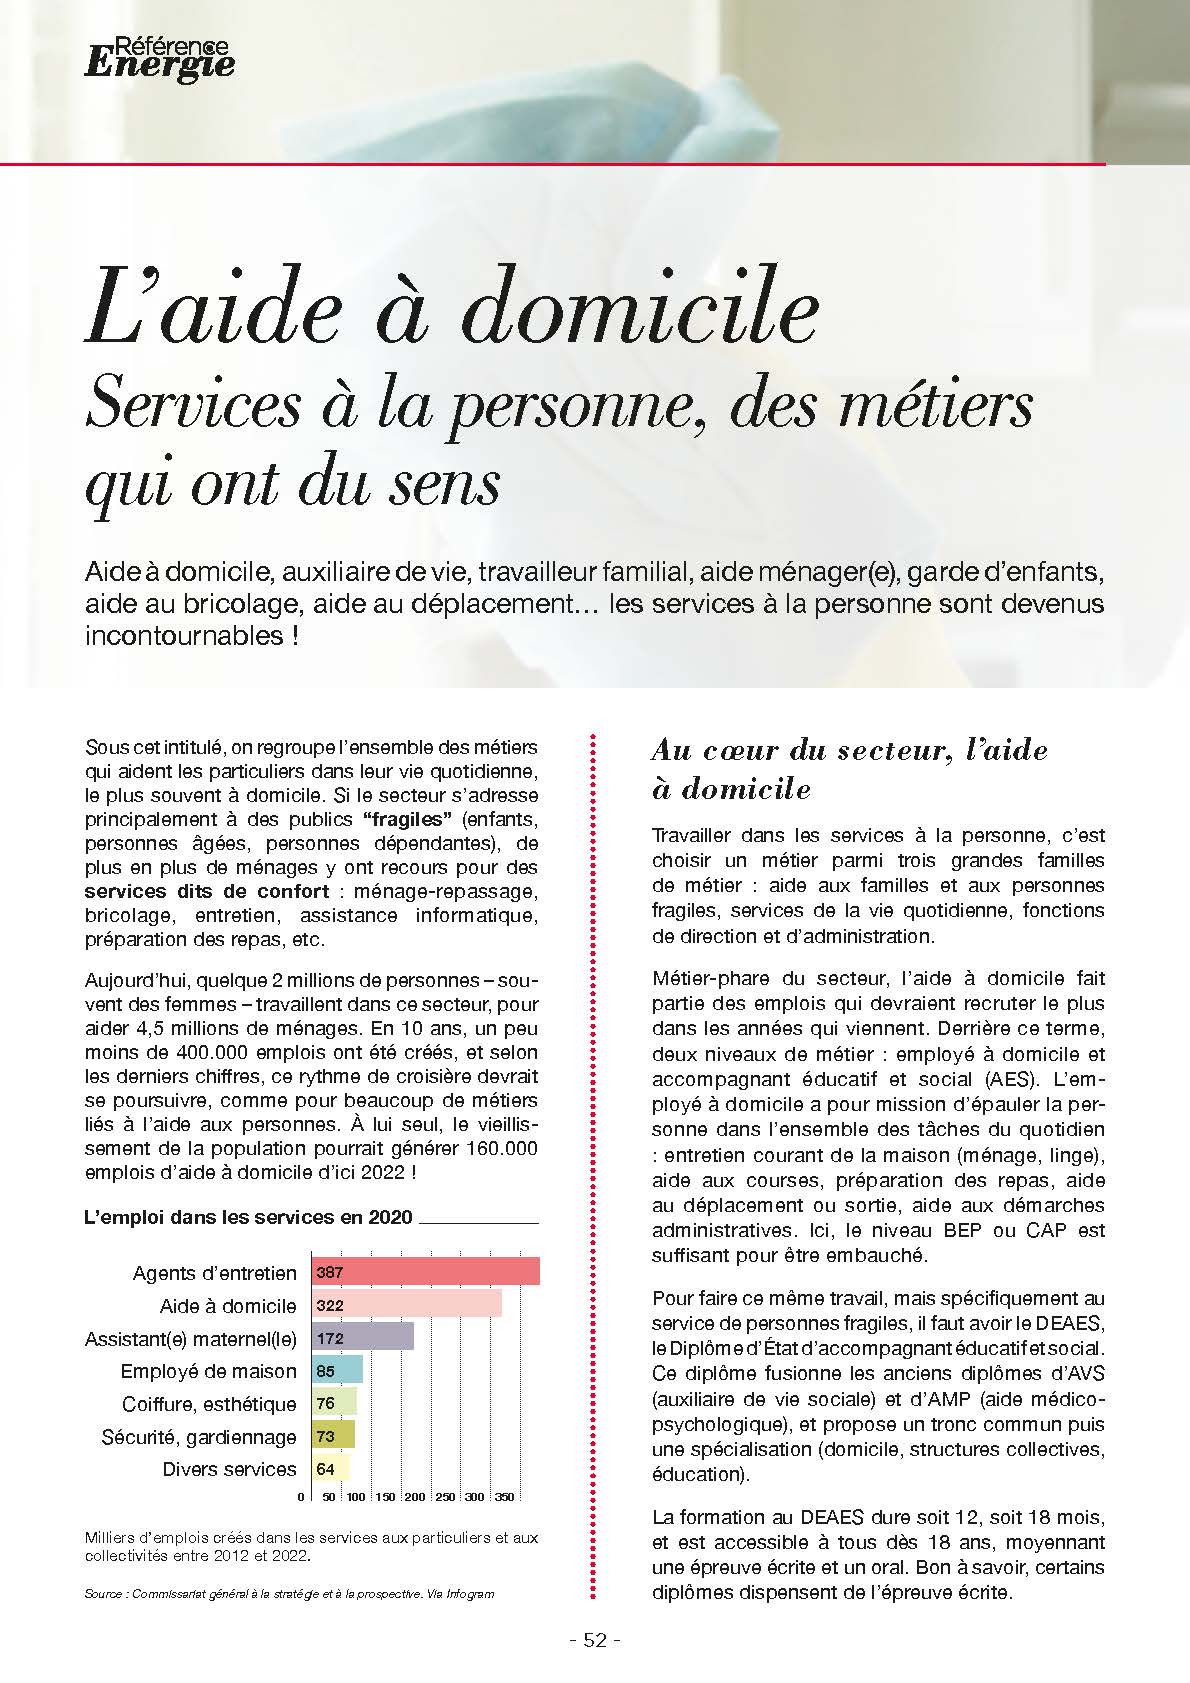 Référence
Energie
L’aide à domicile
Services à la personne, des métiers
qui ont du sens
Aide à domicile, auxiliaire de vie, travailleur familial, aide ménager(e), garde d’enfants,
aide au bricolage, aide au déplacement… les services à la personne sont devenus
incontournables !
Sous cet intitulé, on regroupe l’ensemble des métiers
qui aident les particuliers dans leur vie quotidienne,
le plus souvent à domicile. Si le secteur s’adresse
principalement à des publics “fragiles” (enfants,
personnes âgées, personnes dépendantes), de
plus en plus de ménages y ont recours pour des
services dits de confort : ménage-repassage,
bricolage, entretien, assistance informatique,
préparation des repas, etc.
Aujourd’hui, quelque 2 millions de personnes – sou-
vent des femmes – travaillent dans ce secteur, pour
aider 4,5 millions de ménages. En 10 ans, un peu
moins de 400.000 emplois ont été créés, et selon
les derniers chiffres, ce rythme de croisière devrait
se poursuivre, comme pour beaucoup de métiers
liés à l’aide aux personnes. À lui seul, le vieillis-
sement de la population pourrait générer 160.000
emplois d’aide à domicile d’ici 2022 !
L’emploi dans les services en 2020
Agents d’entretien 387
Aide à domicile 322
Assistant(e) maternel(le) 172
Employé de maison 85
Coiffure, esthétique 76
Sécurité, gardiennage 73
Divers services 64
0 50 100 150 200 250 300 350
Milliers d’emplois créés dans les services aux particuliers et aux
collectivités entre 2012 et 2022.
Source : Commissariat général à la stratégie et à la prospective. Via Infogram
Au cœur du secteur, l’aide
à domicile
Travailler dans les services à la personne, c’est
choisir un métier parmi trois grandes familles
de métier : aide aux familles et aux personnes
fragiles, services de la vie quotidienne, fonctions
de direction et d’administration.
Métier-phare du secteur, l’aide à domicile fait
partie des emplois qui devraient recruter le plus
dans les années qui viennent. Derrière ce terme,
deux niveaux de métier : employé à domicile et
accompagnant éducatif et social (AES). L’em-
ployé à domicile a pour mission d’épauler la per-
sonne dans l’ensemble des tâches du quotidien
: entretien courant de la maison (ménage, linge),
aide aux courses, préparation des repas, aide
au déplacement ou sortie, aide aux démarches
administratives. Ici, le niveau BEP ou CAP est
suffisant pour être embauché.
Pour faire ce même travail, mais spécifiquement au
service de personnes fragiles, il faut avoir le DEAES,
le Diplôme d’État d’accompagnant éducatif et social.
Ce diplôme fusionne les anciens diplômes d’AVS
(auxiliaire de vie sociale) et d’AMP (aide médico-
psychologique), et propose un tronc commun puis
une spécialisation (domicile, structures collectives,
éducation).
La formation au DEAES dure soit 12, soit 18 mois,
et est accessible à tous dès 18 ans, moyennant
une épreuve écrite et un oral. Bon à savoir, certains
diplômes dispensent de l’épreuve écrite.
- 52 -